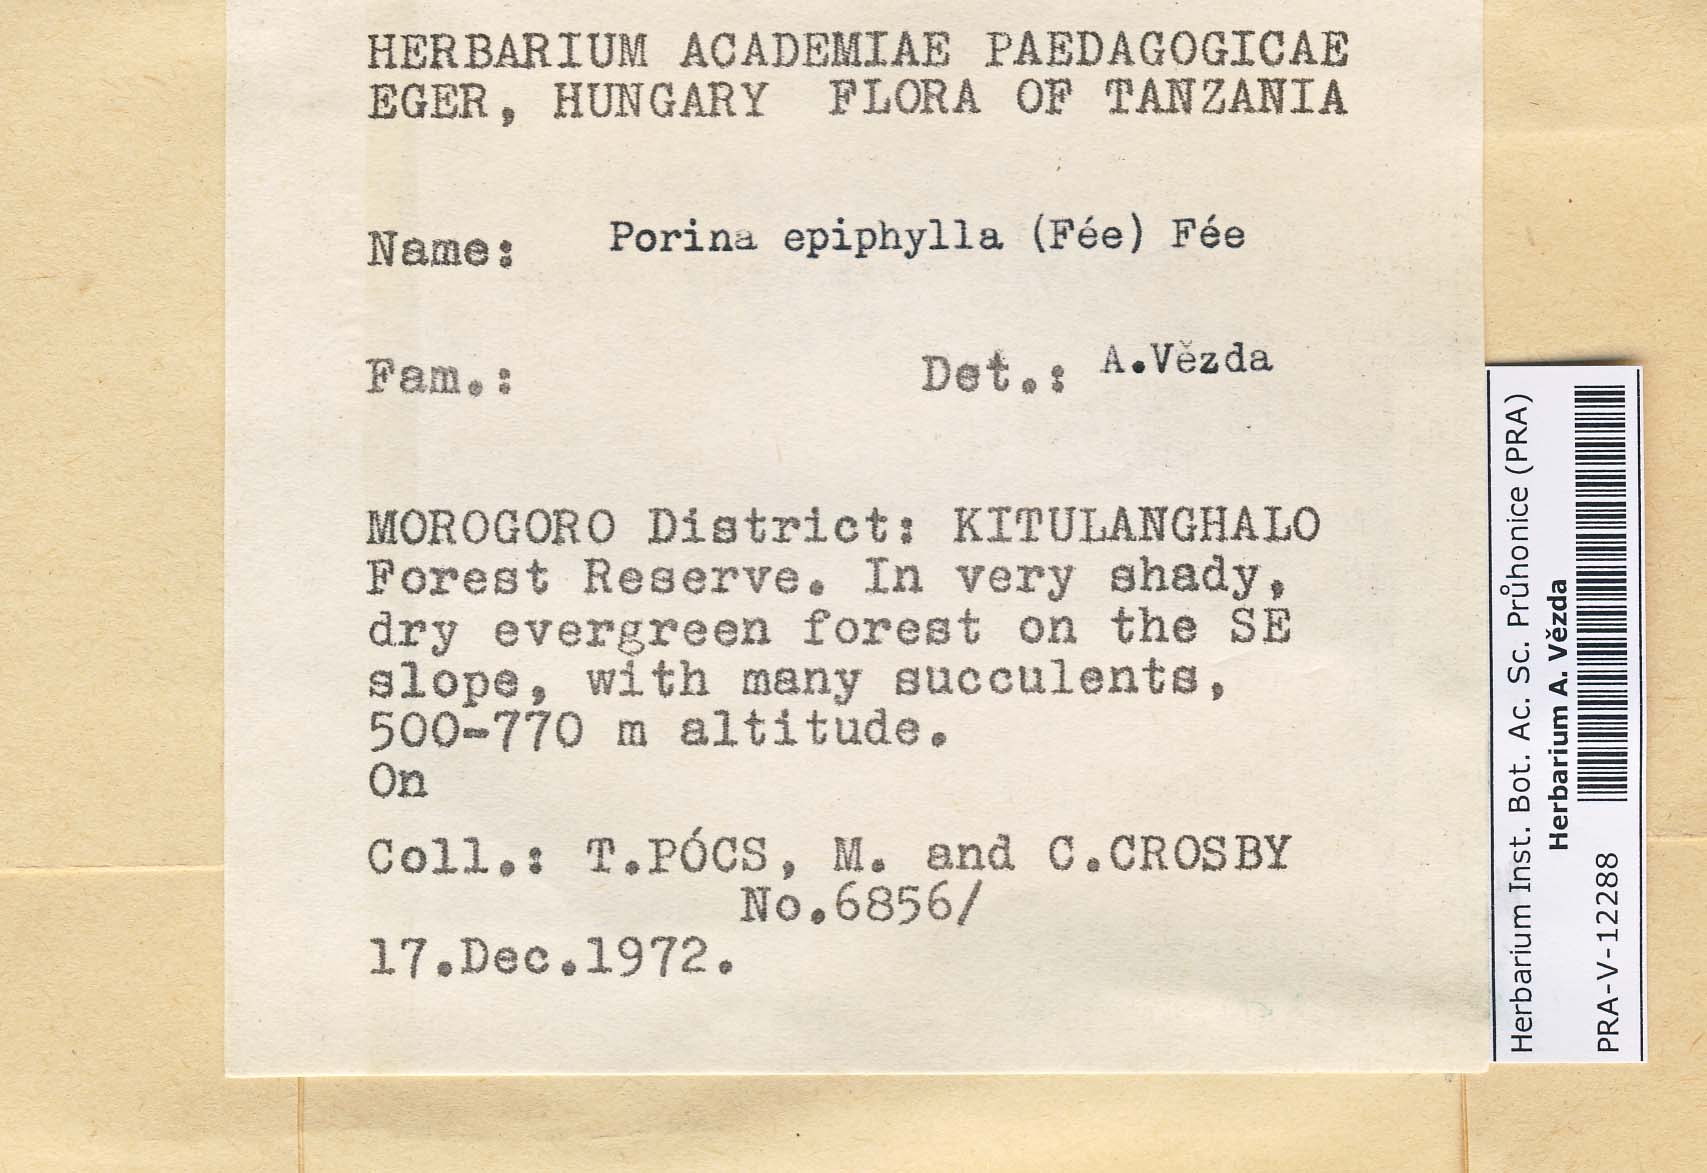 HERBARIUM ACADEMIAE PAEDAGOGICAE
EGER, HUNGARY FLORA OF TANZANIA
Name: Porina epiphylla (Fée) Fée
Fam.: Det.: A.Vězda
MOROGORO District: KITULANGHALO
Forest Reserve. In very shady,
dry evergreen forest on the SE
slope, with many succulents,
500-770 m altitude.
On
Coll.: T.PÓCS, M. and C.CROSBY
No.6856/
17.Dec.1972.
Herbarium Inst. Bot. Ac. Sc. Průhonice (PRA)
Herbarium A. Vězda
PRA-V-12288